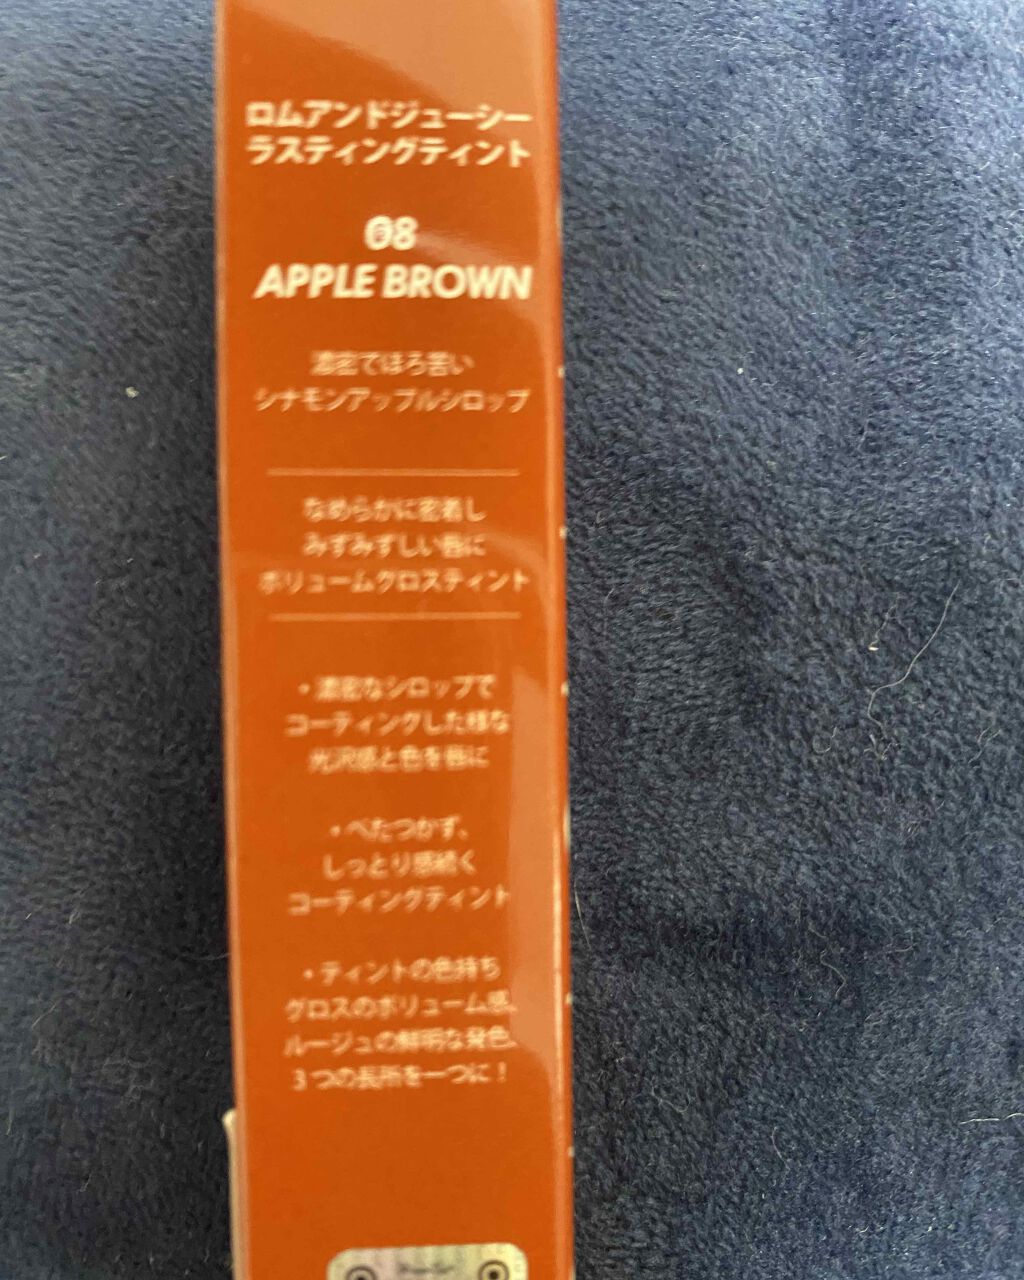 ロムアンドジューシー
ラスティングティント
08
APPLE BROWN
濃密でほろ苦い
シナモンアップルシロップ
なめらかに密着し
みずみずしい唇に
ボリュームグロスティント
・濃密なシロップで
コーティングした様な
光沢感と色を唇に
・べたつかず、
しっとり感続く
コーティングティント
・ティントの色持ち
グロスのボリューム感、
ルージュの鮮明な発色、
3つの長所を一つに！